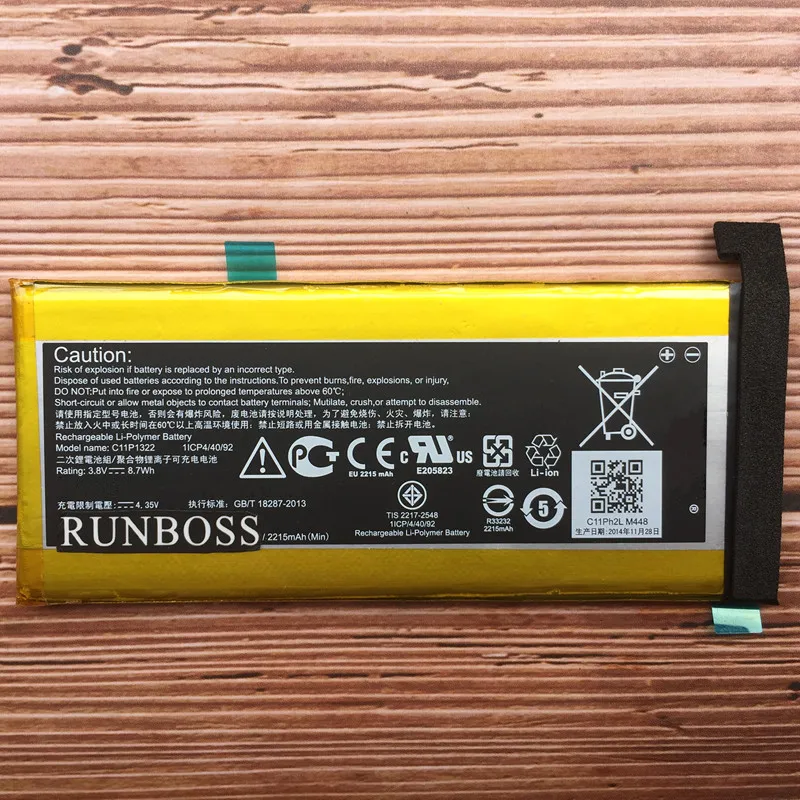 Caution:
Risk of explosion if battery is replaced by an incorrect type.
Dispose of used batteries according to the instructions.To prevent burns,fire, explosions, or injury,
DO NOT:Put into fire or expose to prolonged temperatures above 60℃;
Short-circuit or allow metal objects to contact battery terminals; Mutilate, crush,or attempt to disassemble.
请使用指定型号电池，否则会有爆炸风险，废电池请按说明处理，为了避免烧伤、火灾、爆炸，请注意：
禁止放入火中或长时间在60℃以上高温环境中；禁止短路或用金属接触电池；禁止拆开电池。
Rechargeable Li-Polymer Battery
Model name: C11P1322 1ICP4/40/92
二次鋰電池組/聚合物锂离子可充电电池
Rating: 3.8V⎓ 8.7Wh
EU 2215 mAh
c RU US
E205823
廢電池請回收
Li-ion
充電限制電壓⎓4.35V 执行标准: GB/T 18287-2013
TIS 2217-2548
1ICP/4/40/92
Rechargeable Li-Polymer Battery
R33232
2215mAh
5
C11Ph2L M448
生产日期:2014年11月28日
RUNBOSS
/ 2215mAh(Min)